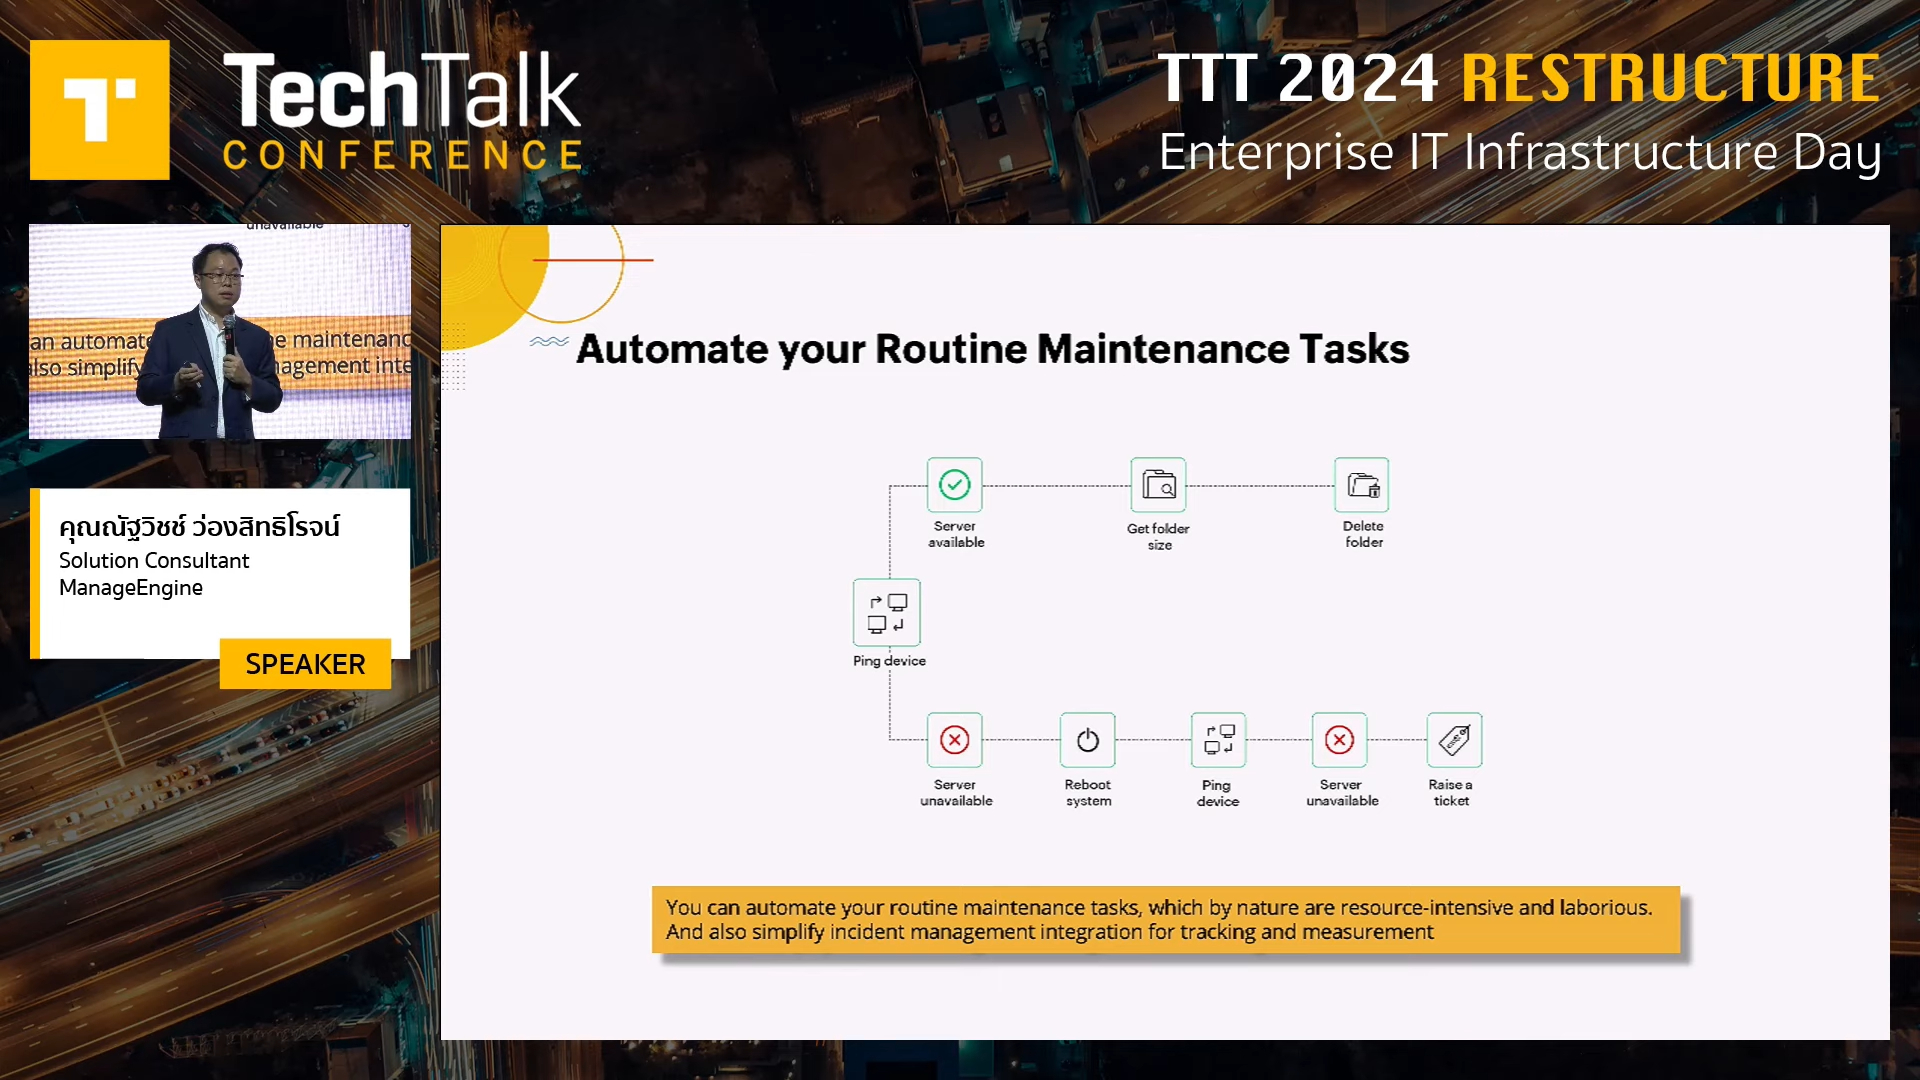 TechTalk
CONFERENCE
TTT 2024 RESTRUCTURE
Enterprise IT Infrastructure Day
unavailable
an automate
e maintenanc
also simplify
nagement inte
คุณณัฐวิชช์ ว่องสิทธิโรจน์
Solution Consultant
ManageEngine
SPEAKER
Automate your Routine Maintenance Tasks
Server
available
Get folder
size
Delete
folder
Ping device
Server
unavailable
Reboot
system
Ping
device
Server
unavailable
Raise a
ticket
You can automate your routine maintenance tasks, which by nature are resource-intensive and laborious.
And also simplify incident management integration for tracking and measurement